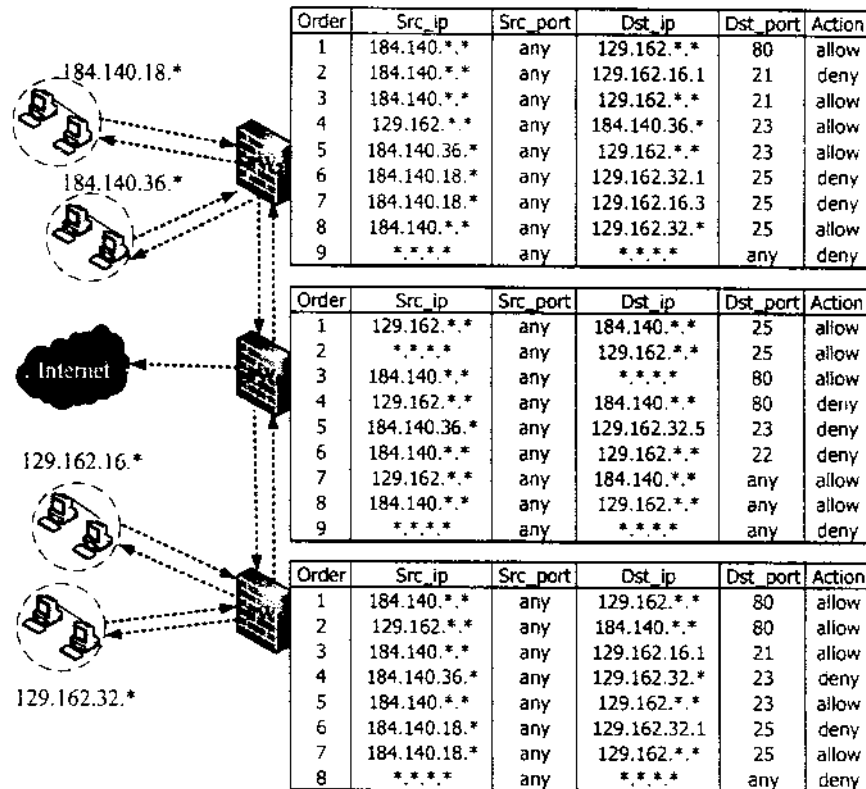 184.140.18.*
184.140.36.*
Internet
129.162.16.*
129.162.32.*
Order Src_ip Src_port Dst_ip Dst_port Action
1 184.140.*.* any 129.162.*.* 80 allow
2 184.140.*.* any 129.162.16.1 21 deny
3 184.140.*.* any 129.162.*.* 21 allow
4 129.162.*.* any 184.140.36.* 23 allow
5 184.140.36.* any 129.162.*.* 23 allow
6 184.140.18.* any 129.162.32.1 25 deny
7 184.140.18.* any 129.162.16.3 25 deny
8 184.140.*.* any 129.162.32.* 25 allow
9 *.*.*.* any *.*.*.* any deny
Order Src_ip Src_port Dst_ip Dst_port Action
1 129.162.*.* any 184.140.*.* 25 allow
2 *.*.*.* any 129.162.*.* 25 allow
3 184.140.*.* any *.*.*.* 80 allow
4 129.162.*.* any 184.140.*.* 80 deny
5 184.140.36.* any 129.162.32.5 23 deny
6 184.140.*.* any 129.162.*.* 22 deny
7 129.162.*.* any 184.140.*.* any allow
8 184.140.*.* any 129.162.*.* any allow
9 *.*.*.* any *.*.*.* any deny
Order Src_ip Src_port Dst_ip Dst_port Action
1 184.140.*.* any 129.162.*.* 80 allow
2 129.162.*.* any 184.140.*.* 80 allow
3 184.140.*.* any 129.162.16.1 21 allow
4 184.140.36.* any 129.162.32.* 23 deny
5 184.140.*.* any 129.162.*.* 23 allow
6 184.140.18.* any 129.162.32.1 25 deny
7 184.140.18.* any 129.162.*.* 25 allow
8 *.*.*.* any *.*.*.* any deny